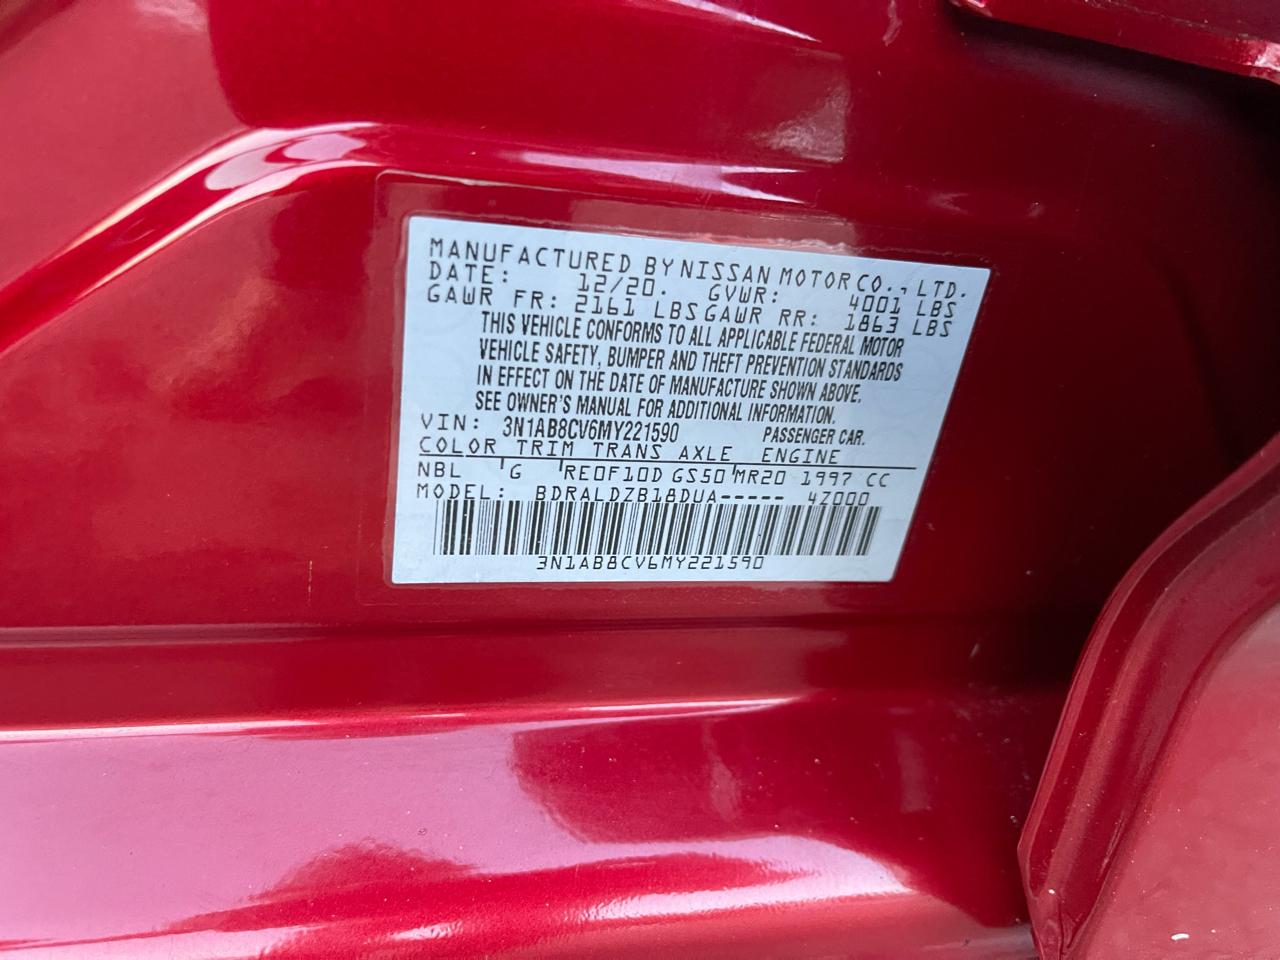 MANUFACTURED BY NISSAN MOTOR CO., LTD.
DATE: 12/20. GVWR: 4001 LBS
GAWR FR: 2161 LBS GAWR RR: 1863 LBS
THIS VEHICLE CONFORMS TO ALL APPLICABLE FEDERAL MOTOR
VEHICLE SAFETY, BUMPER AND THEFT PREVENTION STANDARDS
IN EFFECT ON THE DATE OF MANUFACTURE SHOWN ABOVE.
SEE OWNER'S MANUAL FOR ADDITIONAL INFORMATION.
VIN: 3N1AB8CV6MY221590 PASSENGER CAR.
COLOR TRIM TRANS AXLE ENGINE
NBL G RE0F10D GS50 MR20 1997 CC
MODEL: BDRALDZB18DUA----- 4Z000
3N1AB8CV6MY221590